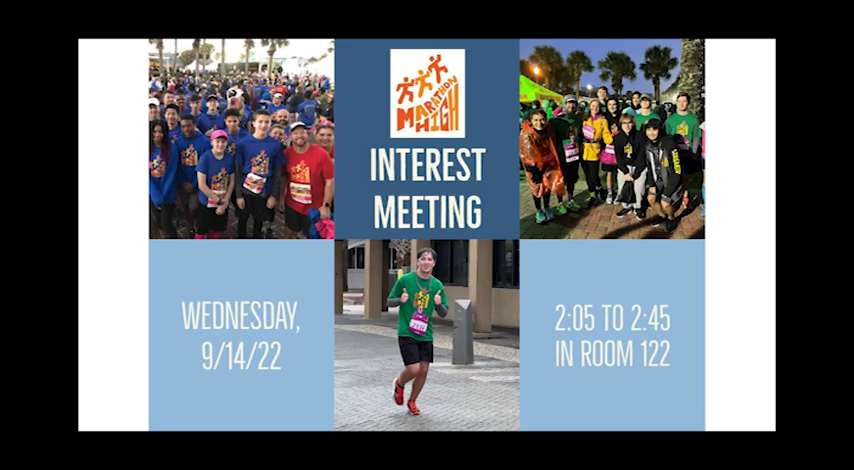 MARATHON
HIGH
INTEREST
MEETING
WEDNESDAY,
9/14/22
2:05 TO 2:45
IN ROOM 122